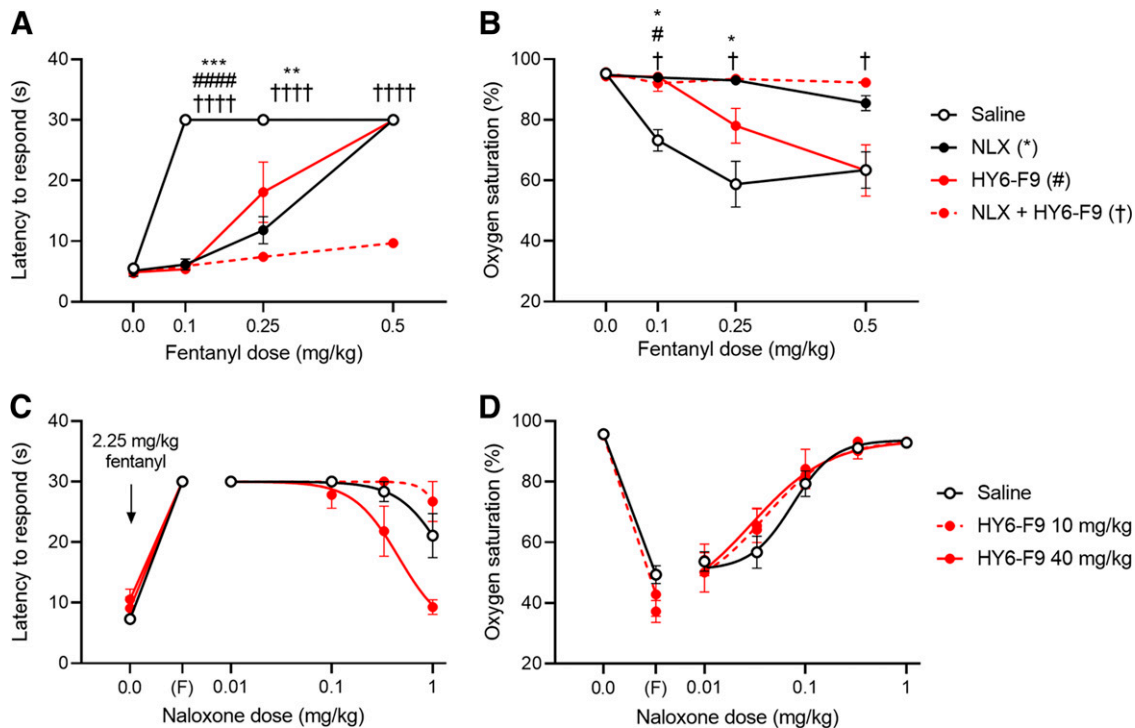 A
Latency to respond (s)
40
30
20
10
0
***
####
††††
**
††††
††††
0.0 0.1 0.25 0.5
Fentanyl dose (mg/kg)
B
Oxygen saturation (%)
100
80
60
40
20
*
#
†
*
†
†
0.0 0.1 0.25 0.5
Fentanyl dose (mg/kg)
Saline
NLX (*)
HY6-F9 (#)
NLX + HY6-F9 (†)
C
Latency to respond (s)
40
30
20
10
0
2.25 mg/kg
fentanyl
0.0 (F) 0.01 0.1 1
Naloxone dose (mg/kg)
D
Oxygen saturation (%)
100
80
60
40
20
0.0 (F) 0.01 0.1 1
Naloxone dose (mg/kg)
Saline
HY6-F9 10 mg/kg
HY6-F9 40 mg/kg